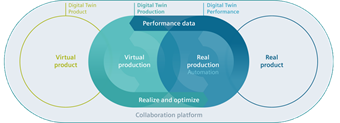 Digital Twin
Product
Digital Twin
Production
Digital Twin
Performance
Performance data
Virtual
product
Virtual
production
Real
production
Automation
Real
product
Realize and optimize
Collaboration platform